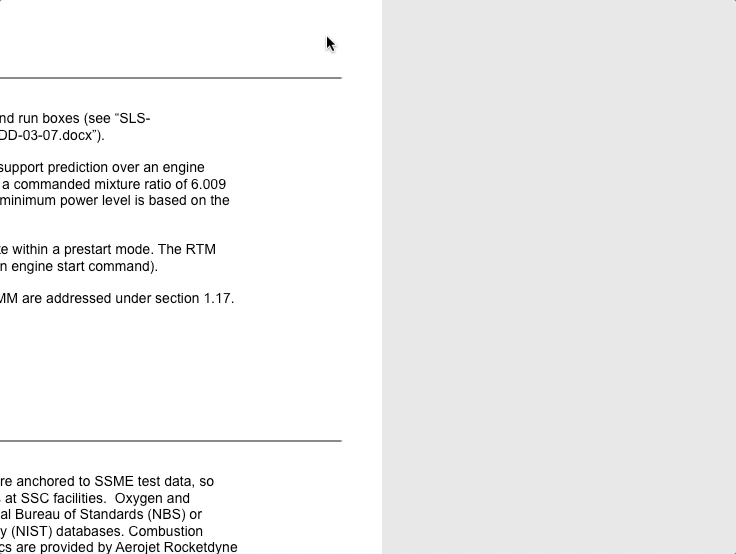 nd run boxes (see “SLS-
DD-03-07.docx”).
support prediction over an engine
a commanded mixture ratio of 6.009
minimum power level is based on the
te within a prestart mode. The RTM
n engine start command).
MM are addressed under section 1.17.
re anchored to SSME test data, so
at SSC facilities.  Oxygen and
al Bureau of Standards (NBS) or
y (NIST) databases. Combustion
cs are provided by Aerojet Rocketdyne